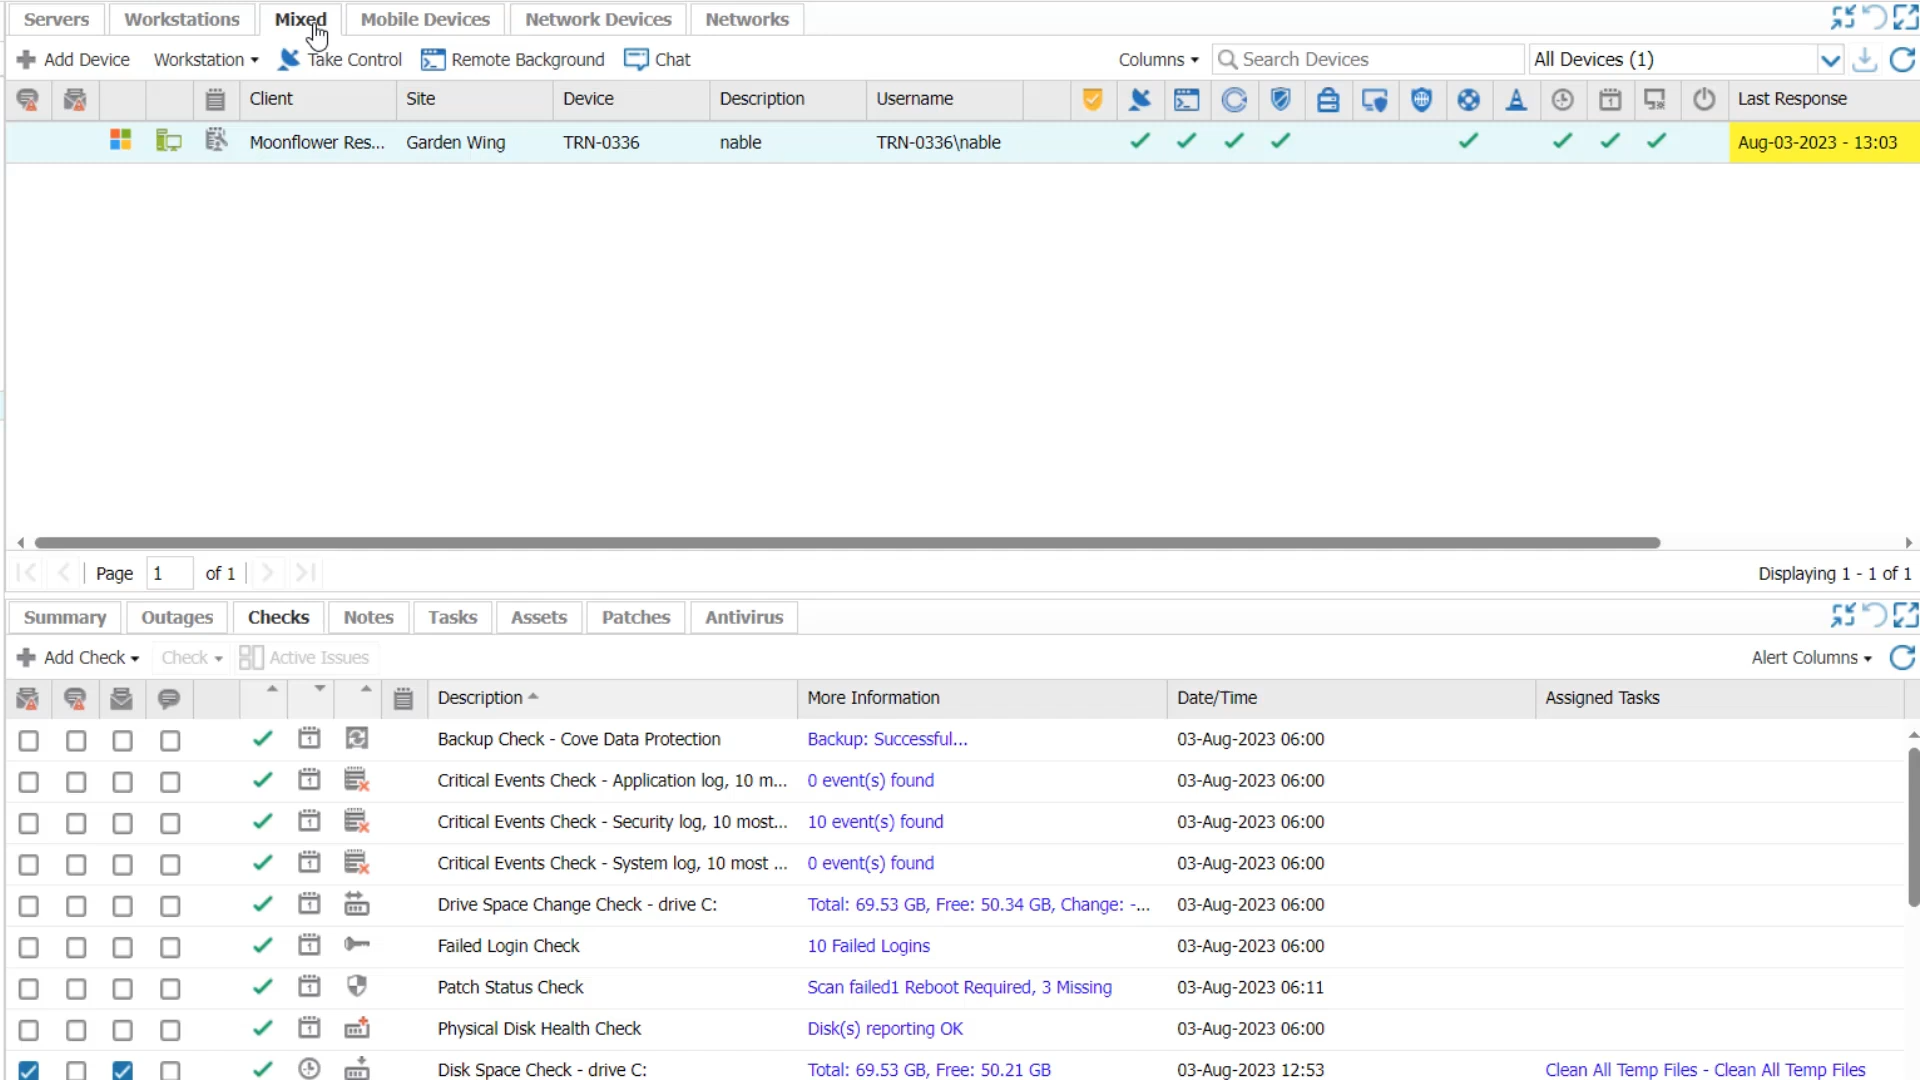 Servers Workstations Mixed Mobile Devices Network Devices Networks
Add Device Workstation Take Control Remote Background Chat Columns Search Devices All Devices (1)
Client Site Device Description Username Last Response
Moonflower Res... Garden Wing TRN-0336 nable TRN-0336\nable Aug-03-2023 - 13:03
Page 1 of 1 Displaying 1 - 1 of 1
Summary Outages Checks Notes Tasks Assets Patches Antivirus
Add Check Check Active Issues Alert Columns
Description More Information Date/Time Assigned Tasks
Backup Check - Cove Data Protection Backup: Successful... 03-Aug-2023 06:00
Critical Events Check - Application log, 10 m... 0 event(s) found 03-Aug-2023 06:00
Critical Events Check - Security log, 10 most... 10 event(s) found 03-Aug-2023 06:00
Critical Events Check - System log, 10 most ... 0 event(s) found 03-Aug-2023 06:00
Drive Space Change Check - drive C: Total: 69.53 GB, Free: 50.34 GB, Change: -... 03-Aug-2023 06:00
Failed Login Check 10 Failed Logins 03-Aug-2023 06:00
Patch Status Check Scan failed1 Reboot Required, 3 Missing 03-Aug-2023 06:11
Physical Disk Health Check Disk(s) reporting OK 03-Aug-2023 06:00
Disk Space Check - drive C: Total: 69.53 GB, Free: 50.21 GB 03-Aug-2023 12:53 Clean All Temp Files - Clean All Temp Files